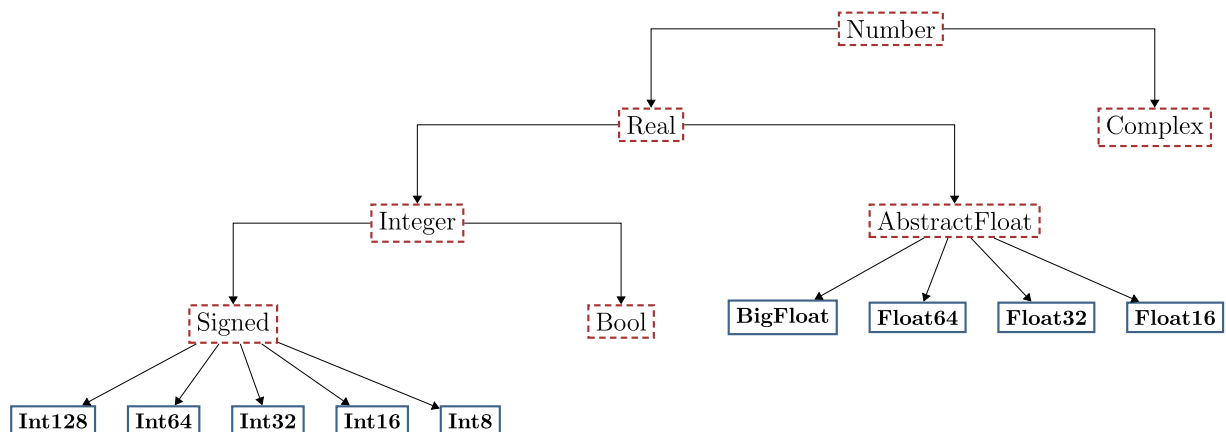 Number
Real
Complex
Integer
AbstractFloat
Signed
Bool
BigFloat
Float64
Float32
Float16
Int128
Int64
Int32
Int16
Int8